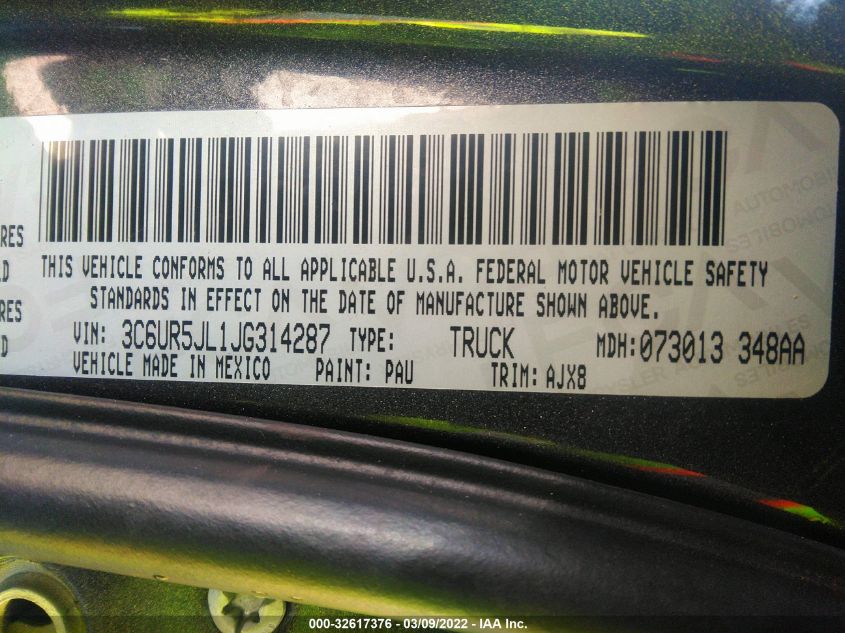 RES
D
RES
D
THIS VEHICLE CONFORMS TO ALL APPLICABLE U.S.A. FEDERAL MOTOR VEHICLE SAFETY
STANDARDS IN EFFECT ON THE DATE OF MANUFACTURE SHOWN ABOVE.
VIN: 3C6UR5JL1JG314287 TYPE: TRUCK MDH: 073013 348AA
VEHICLE MADE IN MEXICO PAINT: PAU TRIM: AJX8
000-32617376 - 03/09/2022 - IAA Inc.